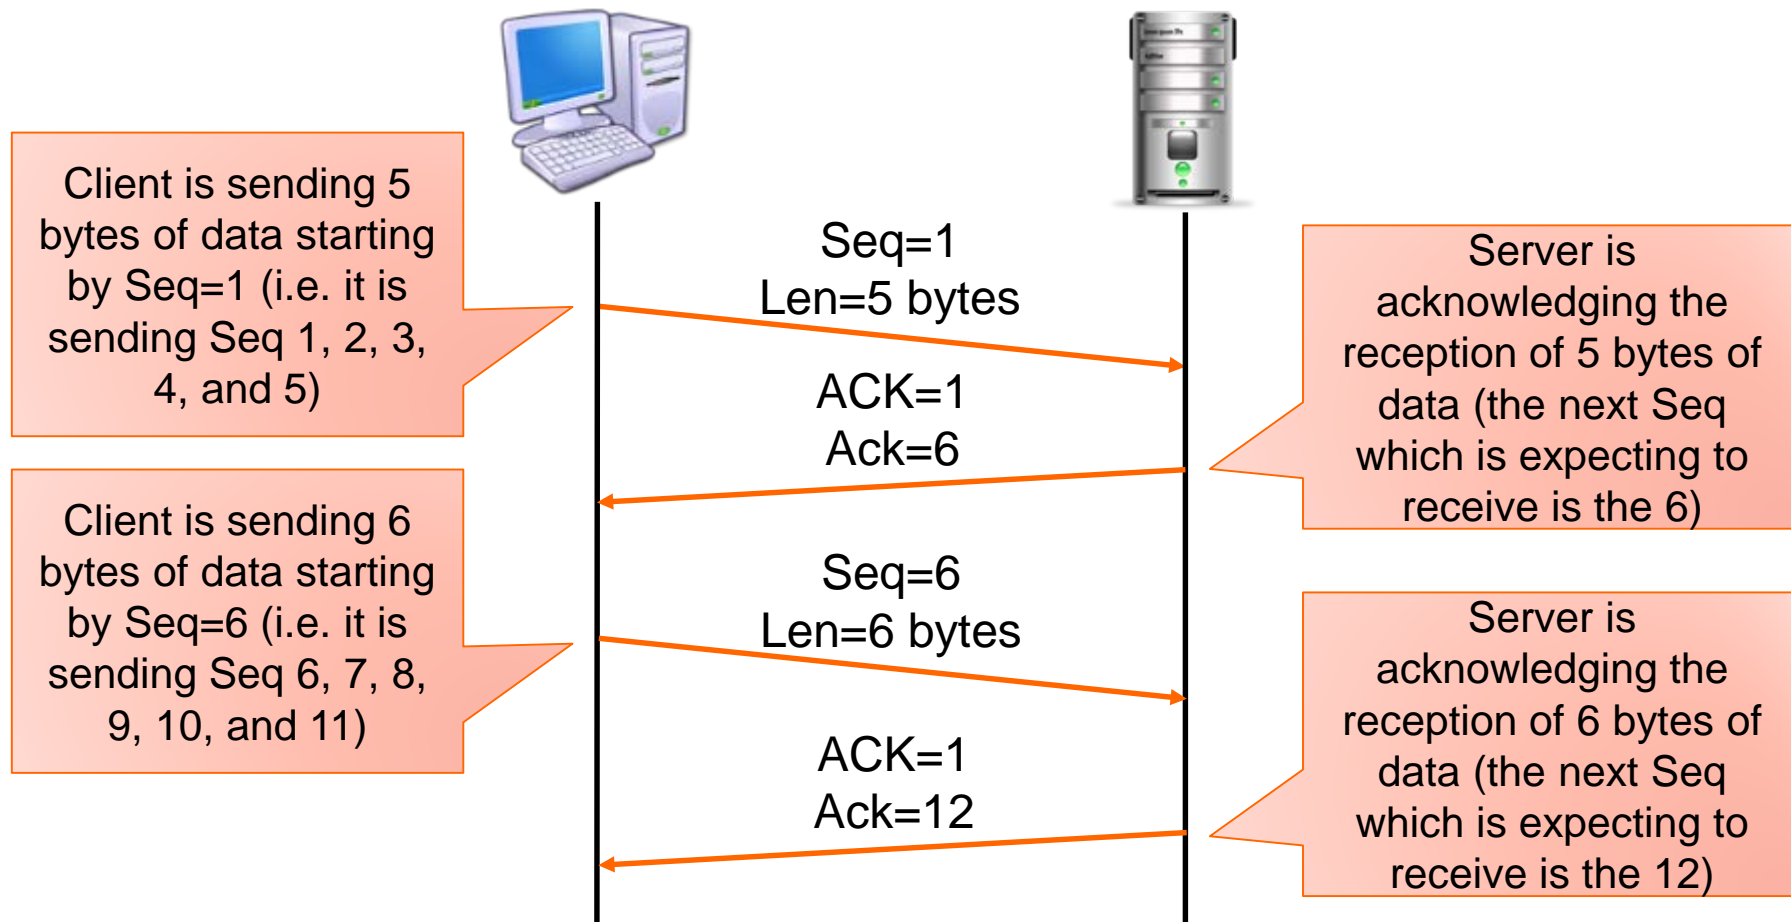 Client is sending 5
bytes of data starting
by Seq=1 (i.e. it is
sending Seq 1, 2, 3,
4, and 5)
Seq=1
Len=5 bytes
ACK=1
Ack=6
Server is
acknowledging the
reception of 5 bytes of
data (the next Seq
which is expecting to
receive is the 6)
Client is sending 6
bytes of data starting
by Seq=6 (i.e. it is
sending Seq 6, 7, 8,
9, 10, and 11)
Seq=6
Len=6 bytes
ACK=1
Ack=12
Server is
acknowledging the
reception of 6 bytes of
data (the next Seq
which is expecting to
receive is the 12)